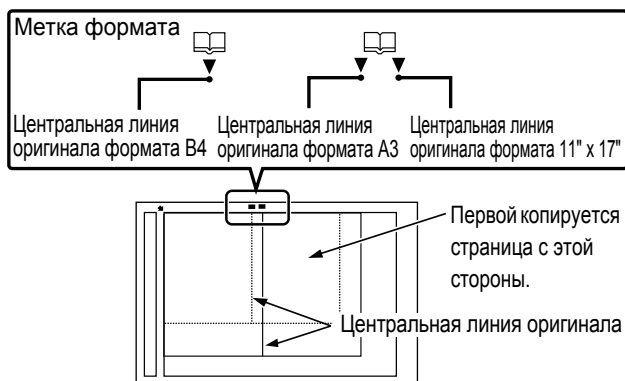 Метка формата
Центральная линия
оригинала формата B4
Центральная линия
оригинала формата A3
Центральная линия
оригинала формата 11" x 17"
Первой копируется
страница с этой
стороны.
Центральная линия оригинала